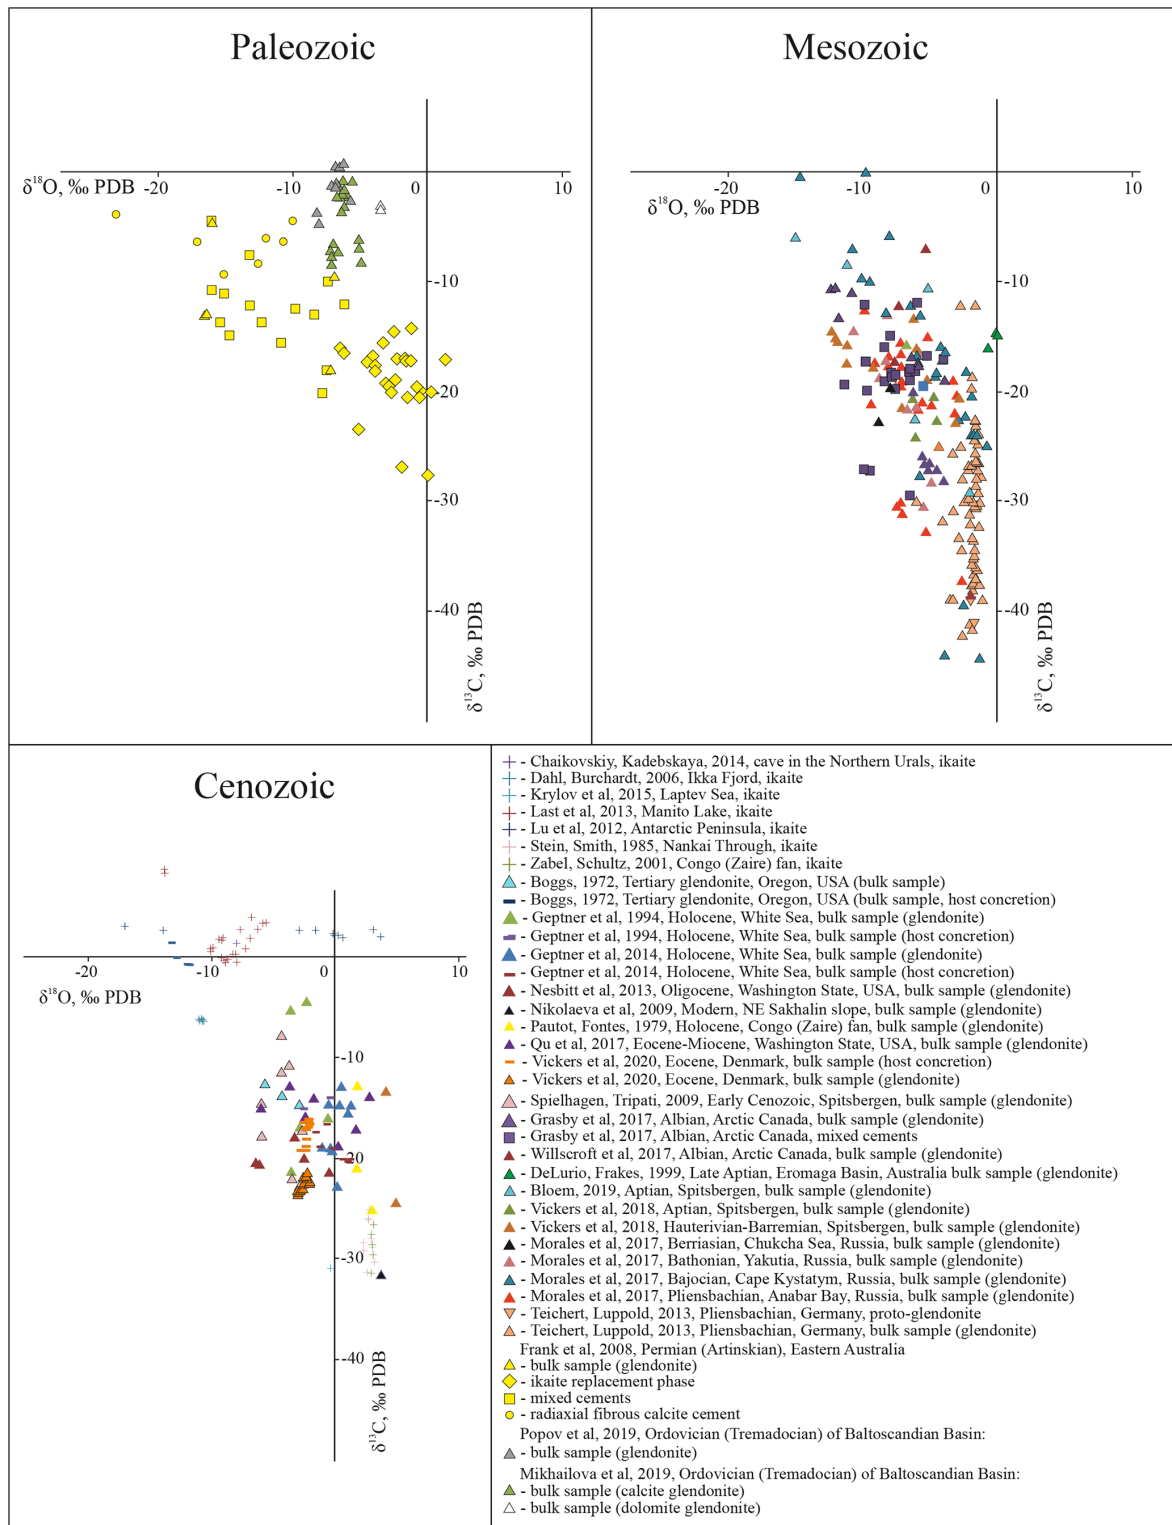 Paleozoic
δ¹⁸O, ‰ PDB
-20
-10
0
10
-10
-20
-30
-40
δ¹³C, ‰ PDB
Mesozoic
-20
-10
0
10
δ¹⁸O, ‰ PDB
-10
-20
-30
-40
δ¹³C, ‰ PDB
Cenozoic
-20
-10
0
10
δ¹⁸O, ‰ PDB
-10
-20
-30
-40
δ¹³C, ‰ PDB
- Chaikovskiy, Kadebskaya, 2014, cave in the Northern Urals, ikaite
- Dahl, Burchardt, 2006, Ikka Fjord, ikaite
- Krylov et al, 2015, Laptev Sea, ikaite
- Last et al, 2013, Manito Lake, ikaite
- Lu et al, 2012, Antarctic Peninsula, ikaite
- Stein, Smith, 1985, Nankai Through, ikaite
- Zabel, Schultz, 2001, Congo (Zaire) fan, ikaite
- Boggs, 1972, Tertiary glendonite, Oregon, USA (bulk sample)
- Boggs, 1972, Tertiary glendonite, Oregon, USA (bulk sample, host concretion)
- Geptner et al, 1994, Holocene, White Sea, bulk sample (glendonite)
- Geptner et al, 1994, Holocene, White Sea, bulk sample (host concretion)
- Geptner et al, 2014, Holocene, White Sea, bulk sample (glendonite)
- Geptner et al, 2014, Holocene, White Sea, bulk sample (host concretion)
- Nesbitt et al, 2013, Oligocene, Washington State, USA, bulk sample (glendonite)
- Nikolaeva et al, 2009, Modern, NE Sakhalin slope, bulk sample (glendonite)
- Pautot, Fontes, 1979, Holocene, Congo (Zaire) fan, bulk sample (glendonite)
- Qu et al, 2017, Eocene-Miocene, Washington State, USA, bulk sample (glendonite)
- Vickers et al, 2020, Eocene, Denmark, bulk sample (host concretion)
- Vickers et al, 2020, Eocene, Denmark, bulk sample (glendonite)
- Spielhagen, Tripati, 2009, Early Cenozoic, Spitsbergen, bulk sample (glendonite)
- Grasby et al, 2017, Albian, Arctic Canada, bulk sample (glendonite)
- Grasby et al, 2017, Albian, Arctic Canada, mixed cements
- Willscroft et al, 2017, Albian, Arctic Canada, bulk sample (glendonite)
- DeLurio, Frakes, 1999, Late Aptian, Eromaga Basin, Australia bulk sample (glendonite)
- Bloem, 2019, Aptian, Spitsbergen, bulk sample (glendonite)
- Vickers et al, 2018, Aptian, Spitsbergen, bulk sample (glendonite)
- Vickers et al, 2018, Hauterivian-Barremian, Spitsbergen, bulk sample (glendonite)
- Morales et al, 2017, Berriasian, Chukcha Sea, Russia, bulk sample (glendonite)
- Morales et al, 2017, Bathonian, Yakutia, Russia, bulk sample (glendonite)
- Morales et al, 2017, Bajocian, Cape Kystatym, Russia, bulk sample (glendonite)
- Morales et al, 2017, Pliensbachian, Anabar Bay, Russia, bulk sample (glendonite)
- Teichert, Luppold, 2013, Pliensbachian, Germany, proto-glendonite
- Teichert, Luppold, 2013, Pliensbachian, Germany, bulk sample (glendonite)
Frank et al, 2008, Permian (Artinskian), Eastern Australia
- bulk sample (glendonite)
- ikaite replacement phase
- mixed cements
- radiaxial fibrous calcite cement
Popov et al, 2019, Ordovician (Tremadocian) of Baltoscandian Basin:
- bulk sample (glendonite)
Mikhailova et al, 2019, Ordovician (Tremadocian) of Baltoscandian Basin:
- bulk sample (calcite glendonite)
- bulk sample (dolomite glendonite)